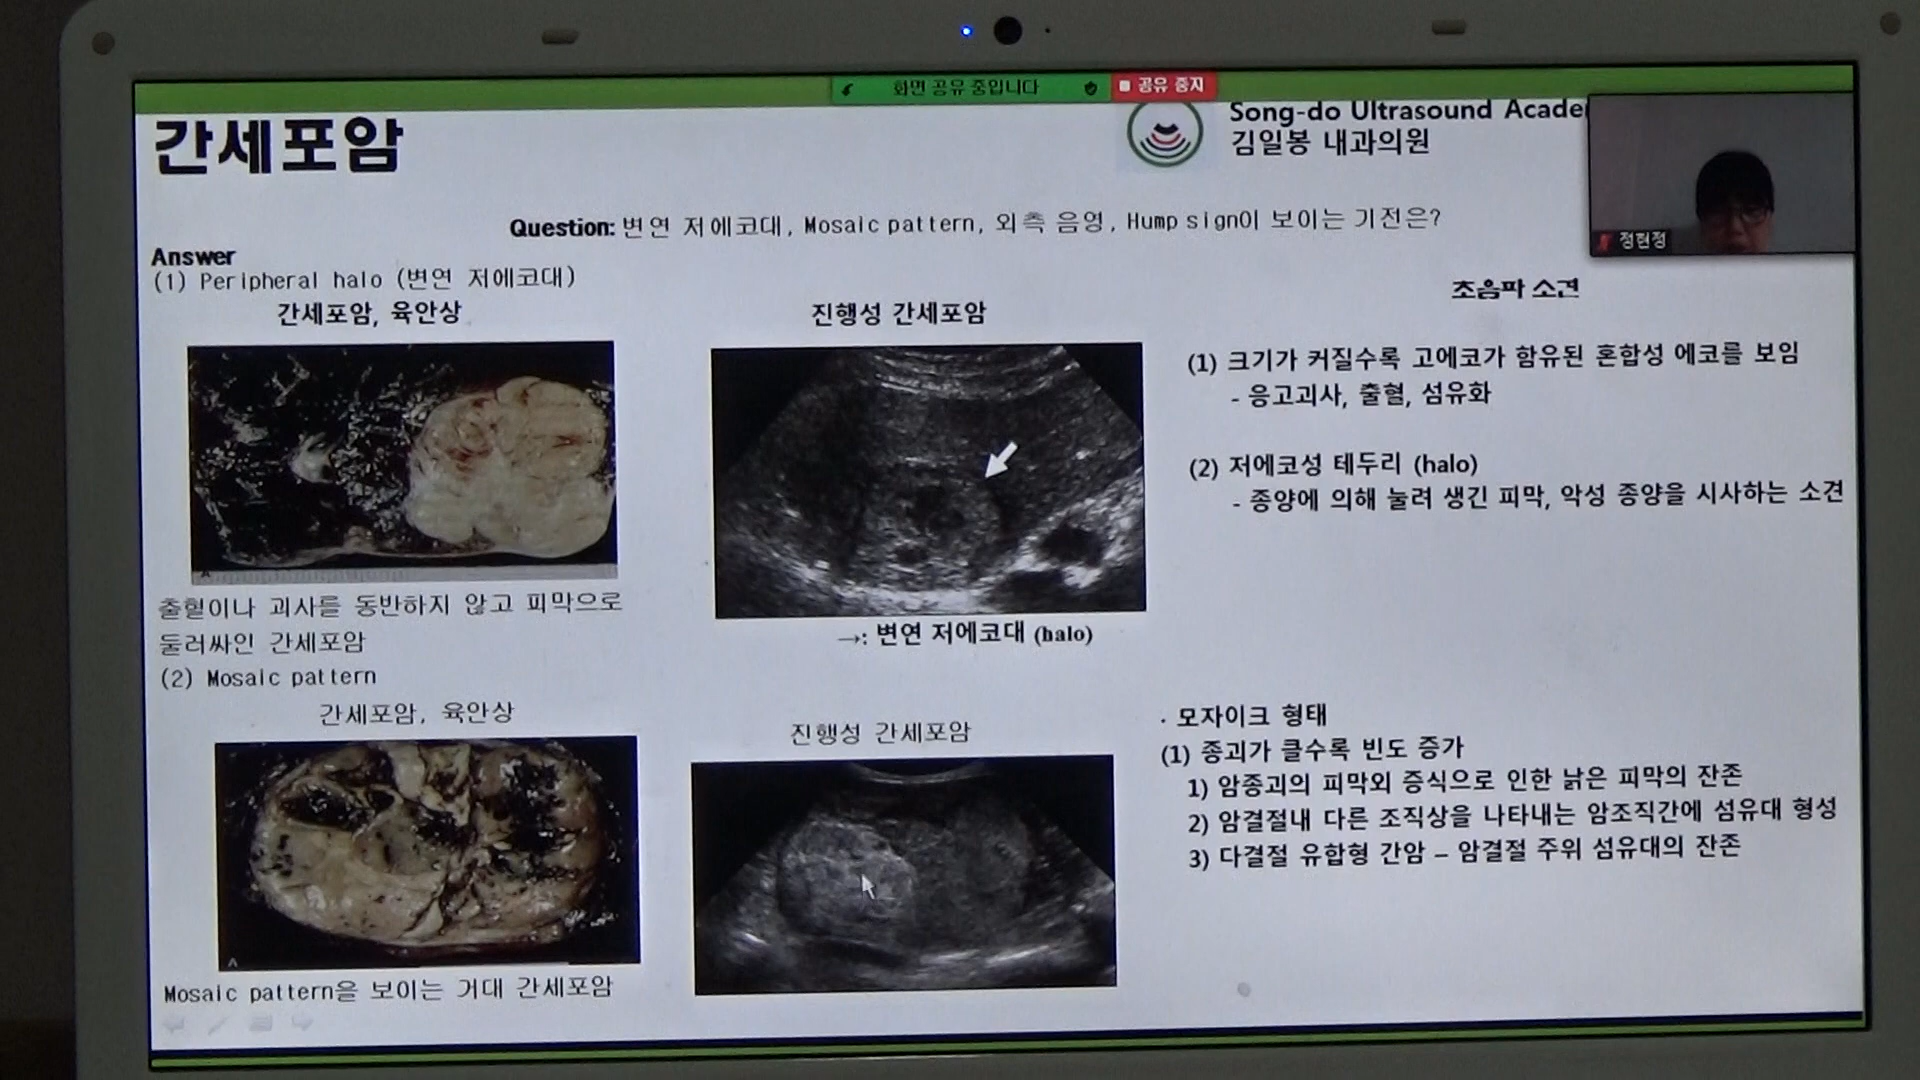 화면 공유 중입니다
공유 중지
간세포암
Song-do Ultrasound Acade
김일봉 내과의원
정현정
Question: 변연 저에코대, Mosaic pattern, 외측 음영, Hump sign이 보이는 기전은?
Answer
(1) Peripheral halo (변연 저에코대)
간세포암, 육안상
진행성 간세포암
초음파 소견
(1) 크기가 커질수록 고에코가 함유된 혼합성 에코를 보임
- 응고괴사, 출혈, 섬유화
(2) 저에코성 테두리 (halo)
- 종양에 의해 눌려 생긴 피막, 악성 종양을 시사하는 소견
A
출혈이나 괴사를 동반하지 않고 피막으로
둘러싸인 간세포암
→: 변연 저에코대 (halo)
(2) Mosaic pattern
간세포암, 육안상
진행성 간세포암
· 모자이크 형태
(1) 종괴가 클수록 빈도 증가
1) 암종괴의 피막외 증식으로 인한 낡은 피막의 잔존
2) 암결절내 다른 조직상을 나타내는 암조직간에 섬유대 형성
3) 다결절 유합형 간암 – 암결절 주위 섬유대의 잔존
A
Mosaic pattern을 보이는 거대 간세포암